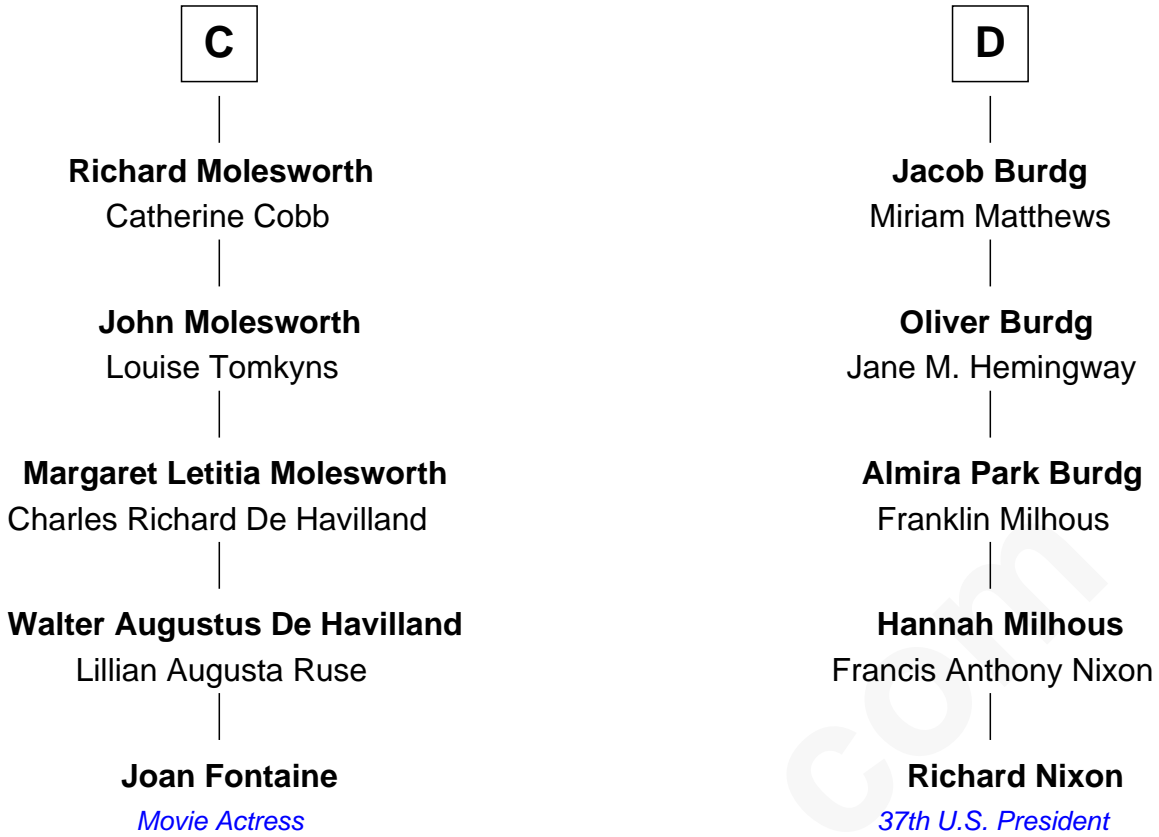 C
Richard Molesworth
Catherine Cobb
John Molesworth
Louise Tomkyns
Margaret Letitia Molesworth
Charles Richard De Havilland
Walter Augustus De Havilland
Lillian Augusta Ruse
Joan Fontaine
Movie Actress
D
Jacob Burdg
Miriam Matthews
Oliver Burdg
Jane M. Hemingway
Almira Park Burdg
Franklin Milhous
Hannah Milhous
Francis Anthony Nixon
Richard Nixon
37th U.S. President
com